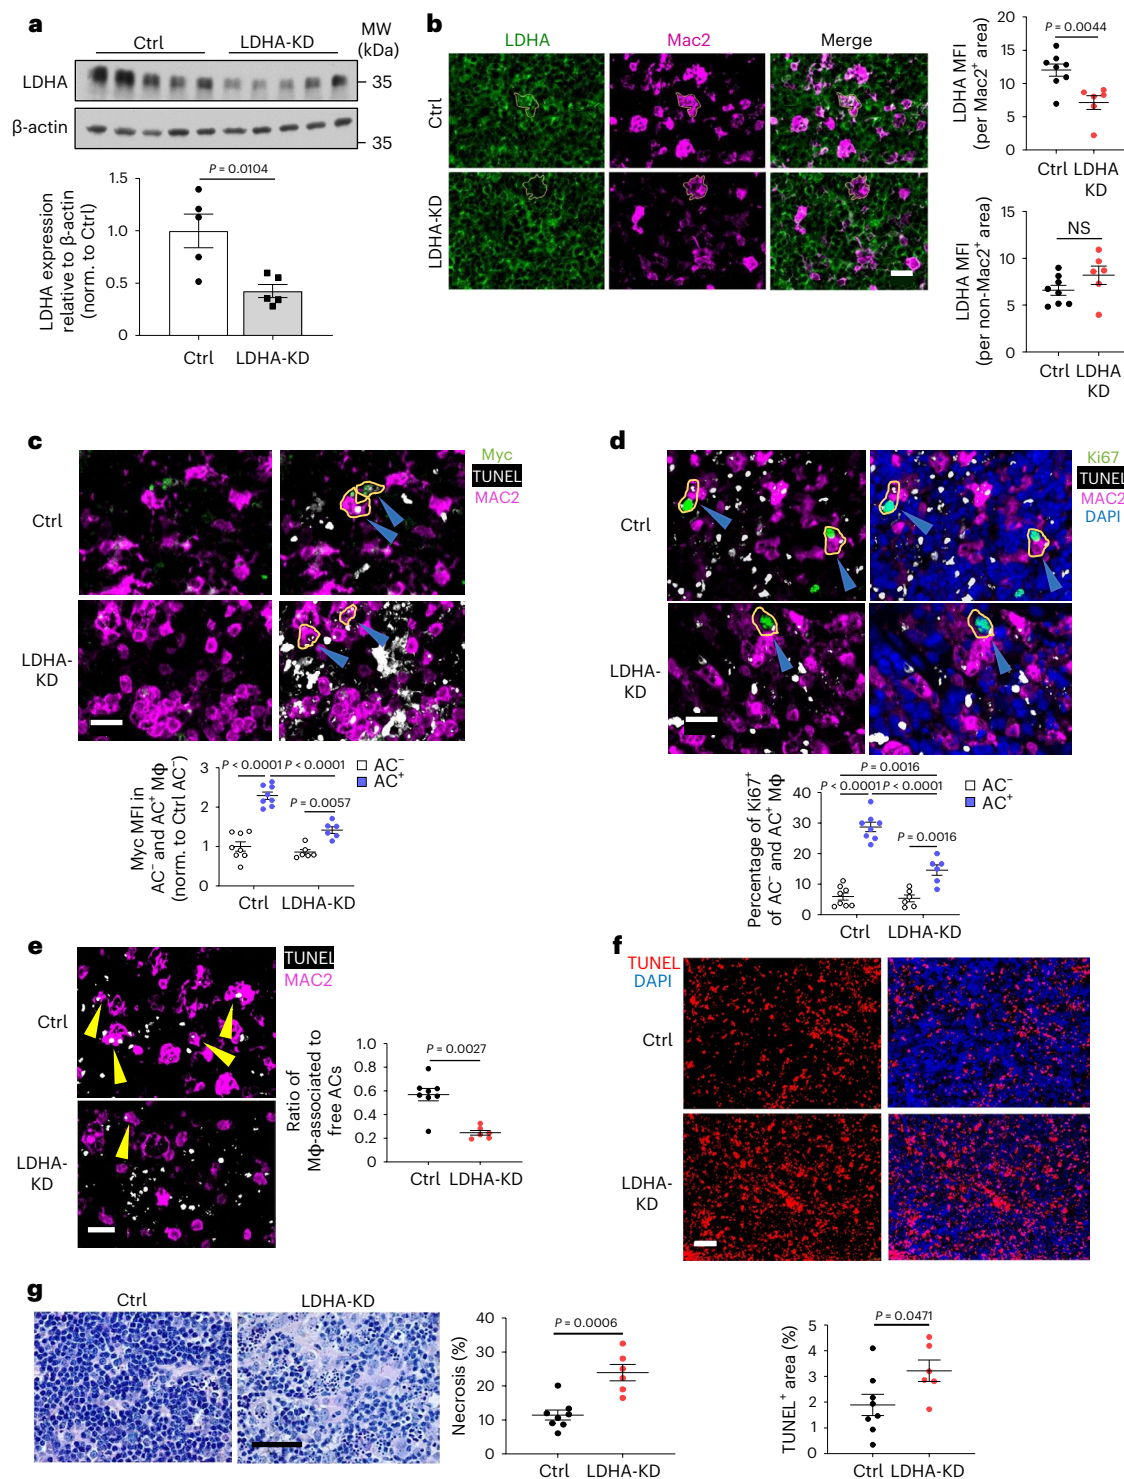 a
Ctrl
LDHA-KD
MW
(kDa)
LDHA
35
β-actin
35
P = 0.0104
LDHA expression
relative to β-actin
(norm. to Ctrl)
1.5
1.0
0.5
0
Ctrl
LDHA-KD
b
LDHA
Mac2
Merge
Ctrl
LDHA-KD
LDHA MFI
(per Mac2⁺ area)
20
15
10
5
0
P = 0.0044
Ctrl
LDHA
KD
LDHA MFI
(per non-Mac2⁺ area)
15
10
5
0
NS
Ctrl
LDHA
KD
c
Myc
TUNEL
MAC2
Ctrl
LDHA-
KD
Myc MFI in
AC⁻ and AC⁺ Mϕ
(norm. to Ctrl AC⁻)
3
2
1
0
P < 0.0001
P < 0.0001
P = 0.0057
AC⁻
AC⁺
Ctrl
LDHA-KD
d
Ki67
TUNEL
MAC2
DAPI
Ctrl
LDHA-
KD
Percentage of Ki67⁺
of AC⁻ and AC⁺ Mϕ
40
30
20
10
0
P = 0.0016
P < 0.0001
P < 0.0001
P = 0.0016
AC⁻
AC⁺
Ctrl
LDHA-KD
e
TUNEL
MAC2
Ctrl
LDHA-
KD
Ratio of
Mϕ-associated to
free ACs
1.0
0.8
0.6
0.4
0.2
0
P = 0.0027
Ctrl
LDHA-KD
f
TUNEL
DAPI
Ctrl
LDHA-
KD
g
Ctrl
LDHA-KD
Necrosis (%)
40
30
20
10
0
P = 0.0006
Ctrl
LDHA-KD
TUNEL⁺ area (%)
5
4
3
2
1
0
P = 0.0471
Ctrl
LDHA-KD